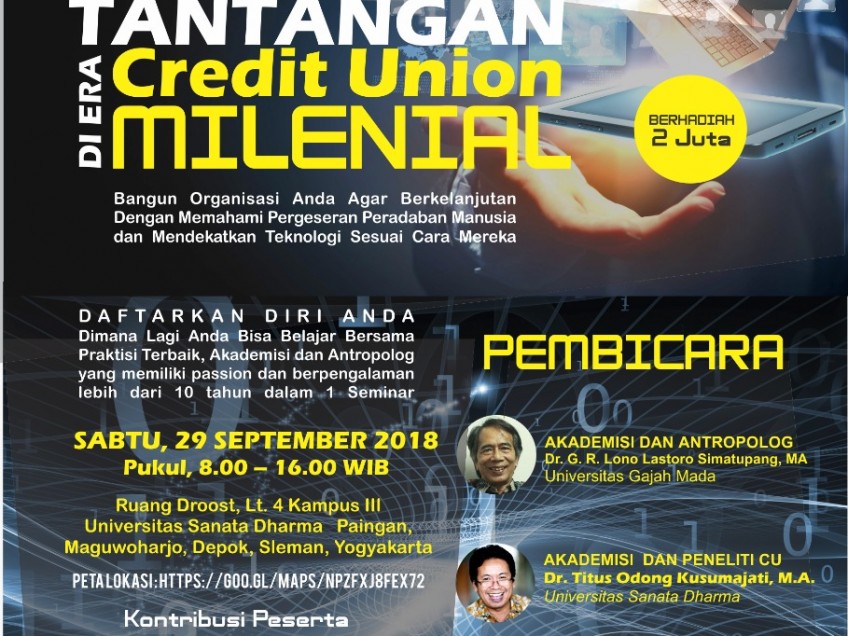 TANTANGAN
DI ERA
Credit Union
MILENIAL
BERHADIAH
2 Juta
Bangun Organisasi Anda Agar Berkelanjutan
Dengan Memahami Pergeseran Peradaban Manusia
dan Mendekatkan Teknologi Sesuai Cara Mereka
DAFTARKAN DIRI ANDA
Dimana Lagi Anda Bisa Belajar Bersama
Praktisi Terbaik, Akademisi dan Antropolog
yang memiliki passion dan berpengalaman
lebih dari 10 tahun dalam 1 Seminar
SABTU, 29 SEPTEMBER 2018
Pukul, 8.00 – 16.00 WIB
Ruang Droost, Lt. 4 Kampus III
Universitas Sanata Dharma Paingan,
Maguwoharjo, Depok, Sleman, Yogyakarta
PETA LOKASI: HTTPS://GOO.GL/MAPS/NPZFXJ8FEX72
Kontribusi Peserta
PEMBICARA
AKADEMISI DAN ANTROPOLOG
Dr. G. R. Lono Lastoro Simatupang, MA
Universitas Gajah Mada
AKADEMISI DAN PENELITI CU
Dr. Titus Odong Kusumajati, M.A.
Universitas Sanata Dharma